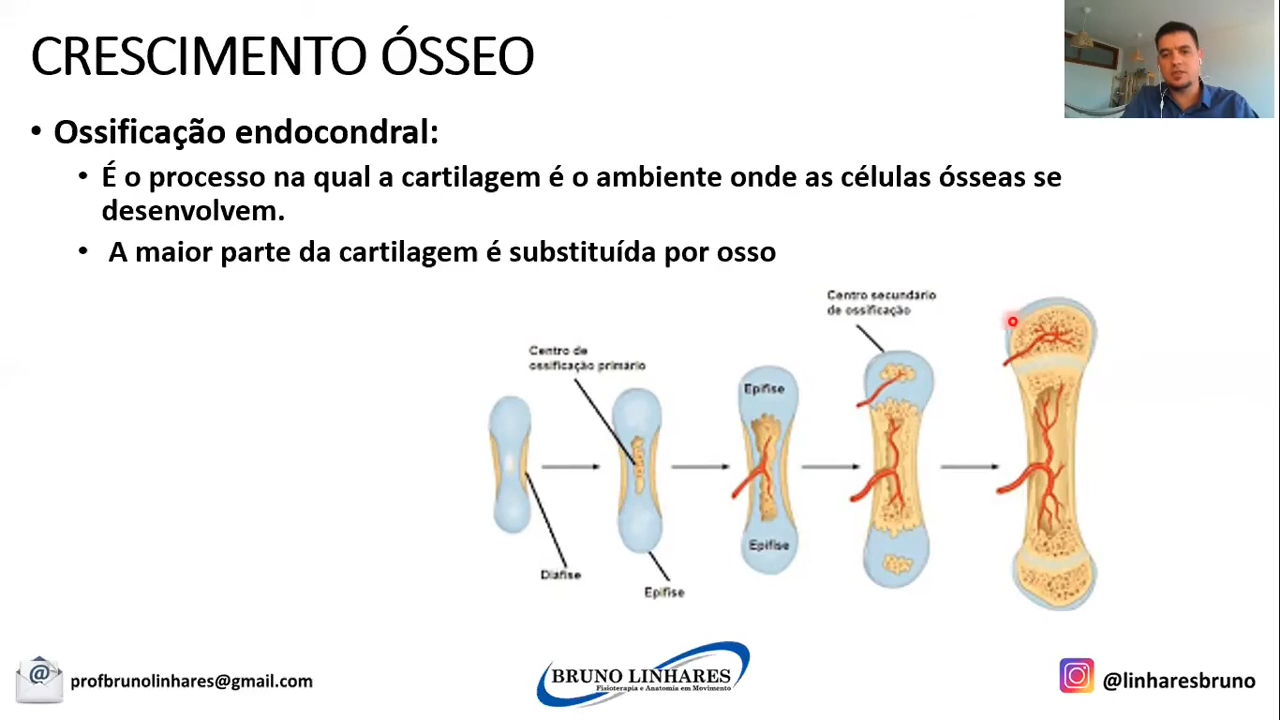 CRESCIMENTO ÓSSEO
• Ossificação endocondral:
• É o processo na qual a cartilagem é o ambiente onde as células ósseas se
desenvolvem.
• A maior parte da cartilagem é substituída por osso
Centro secundário
de ossificação
Centro de
ossificação primário
Epífise
Epífise
Diáfise
Epífise
@
profbrunolinhares@gmail.com
BRUNO LINHARES
Fisioterapia e Anatomia em Movimento
@linharesbruno